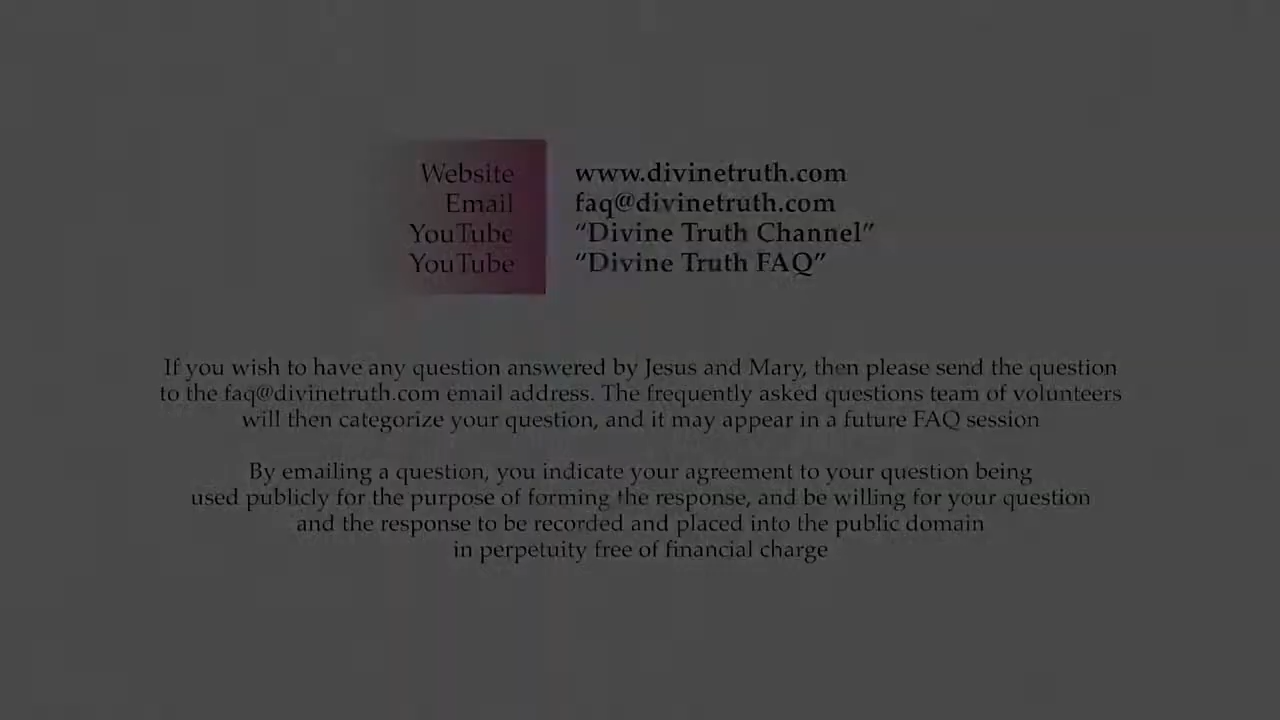 Website www.divinetruth.com
Email faq@divinetruth.com
YouTube “Divine Truth Channel”
YouTube “Divine Truth FAQ”
If you wish to have any question answered by Jesus and Mary, then please send the question
to the faq@divinetruth.com email address. The frequently asked questions team of volunteers
will then categorize your question, and it may appear in a future FAQ session
By emailing a question, you indicate your agreement to your question being
used publicly for the purpose of forming the response, and be willing for your question
and the response to be recorded and placed into the public domain
in perpetuity free of financial charge